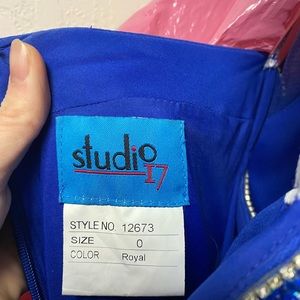 studio
17
STYLE NO. 12673
SIZE 0
COLOR Royal